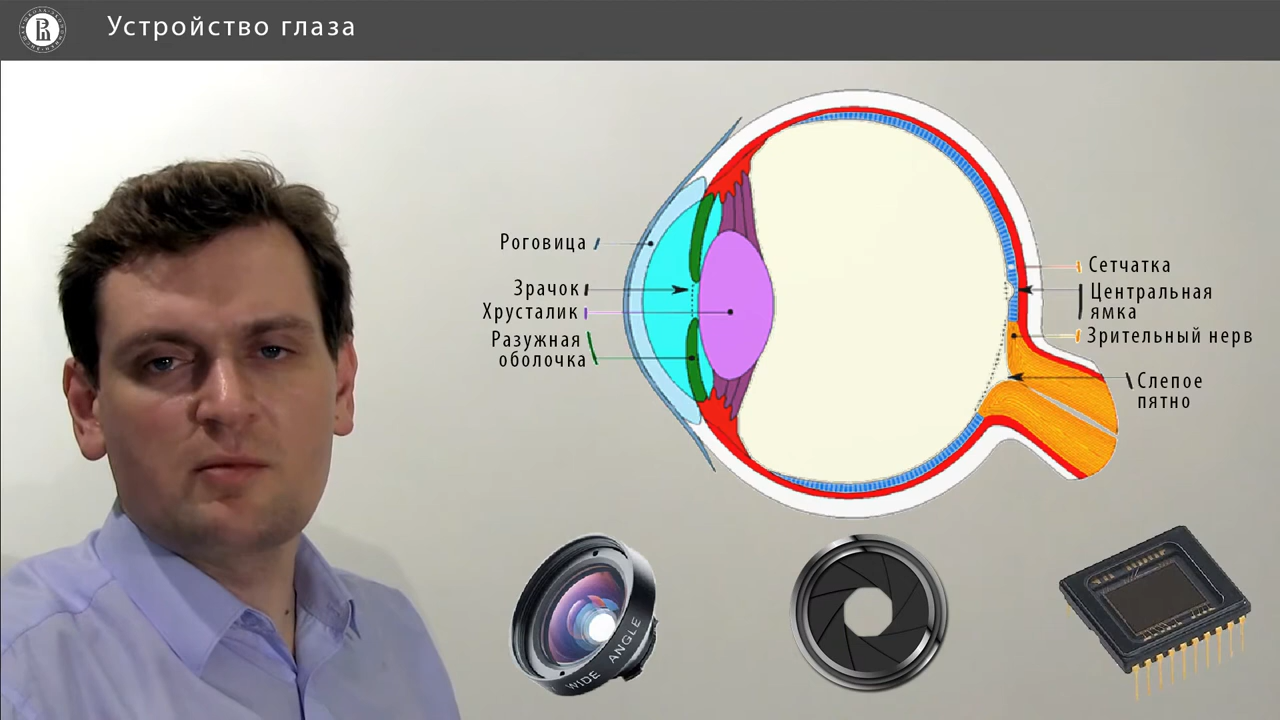 Устройство глаза
Роговица
Зрачок
Хрусталик
Разужная
оболочка
Сетчатка
Центральная
ямка
Зрительный нерв
Слепое
пятно
WIDE ANGLE